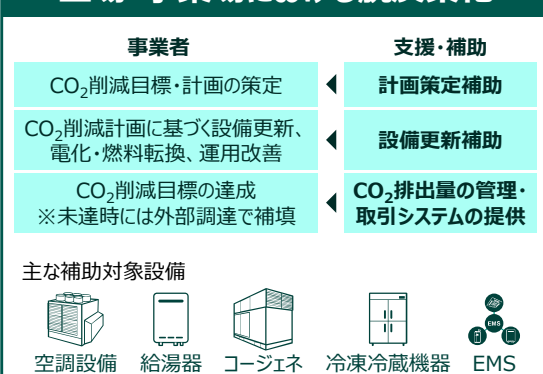 事業者
支援・補助
CO2削減目標・計画の策定
計画策定補助
CO2削減計画に基づく設備更新、
電化・燃料転換、運用改善
設備更新補助
CO2削減目標の達成
※未達時には外部調達で補填
CO2排出量の管理・
取引システムの提供
主な補助対象設備
空調設備
給湯器
コージェネ
冷凍冷蔵機器
EMS
EMS